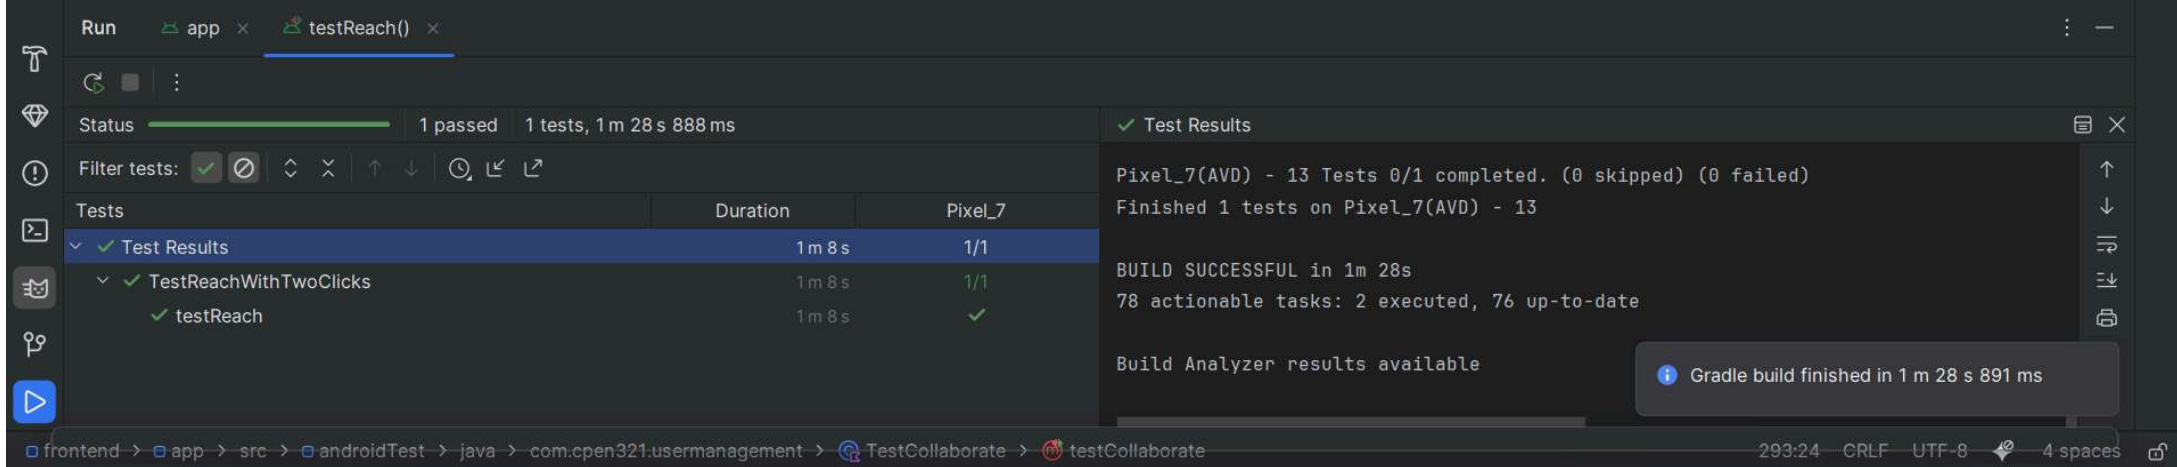 Run app testReach()
Status 1 passed 1 tests, 1 m 28 s 888 ms
Filter tests:
Tests Duration Pixel_7
Test Results 1 m 8 s 1/1
TestReachWithTwoClicks 1 m 8 s 1/1
testReach 1 m 8 s
Test Results
Pixel_7(AVD) - 13 Tests 0/1 completed. (0 skipped) (0 failed)
Finished 1 tests on Pixel_7(AVD) - 13
BUILD SUCCESSFUL in 1m 28s
78 actionable tasks: 2 executed, 76 up-to-date
Build Analyzer results available
Gradle build finished in 1 m 28 s 891 ms
frontend > app > src > androidTest > java > com.cpen321.usermanagement > TestCollaborate > testCollaborate 293:24 CRLF UTF-8 4 spaces